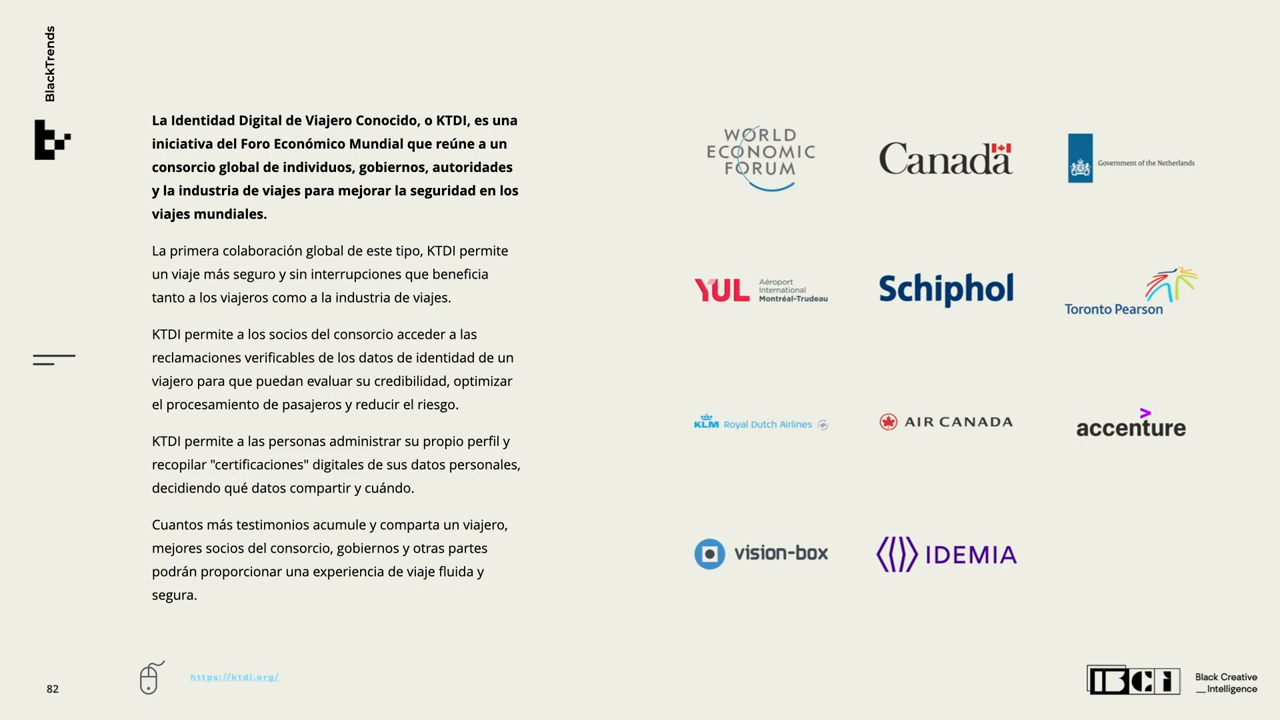 BlackTrends
La Identidad Digital de Viajero Conocido, o KTDI, es una
iniciativa del Foro Económico Mundial que reúne a un
consorcio global de individuos, gobiernos, autoridades
y la industria de viajes para mejorar la seguridad en los
viajes mundiales.
La primera colaboración global de este tipo, KTDI permite
un viaje más seguro y sin interrupciones que beneficia
tanto a los viajeros como a la industria de viajes.
KTDI permite a los socios del consorcio acceder a las
reclamaciones verificables de los datos de identidad de un
viajero para que puedan evaluar su credibilidad, optimizar
el procesamiento de pasajeros y reducir el riesgo.
KTDI permite a las personas administrar su propio perfil y
recopilar "certificaciones" digitales de sus datos personales,
decidiendo qué datos compartir y cuándo.
Cuantos más testimonios acumule y comparta un viajero,
mejores socios del consorcio, gobiernos y otras partes
podrán proporcionar una experiencia de viaje fluida y
segura.
WORLD
ECONOMIC
FORUM
Canada
Government of the Netherlands
YUL
Aéroport
International
Montréal-Trudeau
Schiphol
Toronto Pearson
KLM Royal Dutch Airlines
AIR CANADA
accenture
vision-box
IDEMIA
82
https://ktdi.org/
BCi
Black Creative
__Intelligence